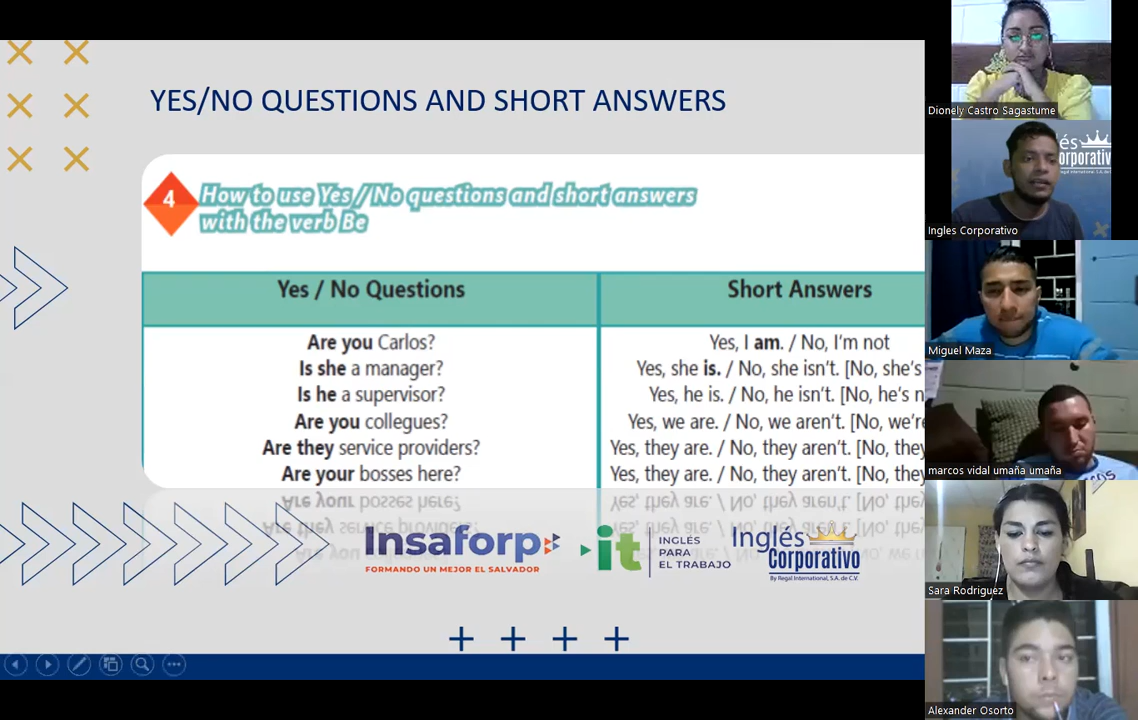 YES/NO QUESTIONS AND SHORT ANSWERS
4
How to use Yes / No questions and short answers
with the verb Be
Yes / No Questions
Short Answers
Are you Carlos?
Yes, I am. / No, I'm not
Is she a manager?
Yes, she is. / No, she isn't. [No, she's
Is he a supervisor?
Yes, he is. / No, he isn't. [No, he's n
Are you collegues?
Yes, we are. / No, we aren't. [No, we're
Are they service providers?
Yes, they are. / No, they aren't. [No, they
Are your bosses here?
Yes, they are. / No, they aren't. [No, they
Insaforp
FORMANDO UN MEJOR EL SALVADOR
it
INGLÉS
PARA
EL TRABAJO
Inglés
Corporativo
By Regal International, S.A. de C.V.
Dionely Castro Sagastume
Ingles Corporativo
Miguel Maza
marcos vidal umaña umaña
Sara Rodriguez
Alexander Osorto